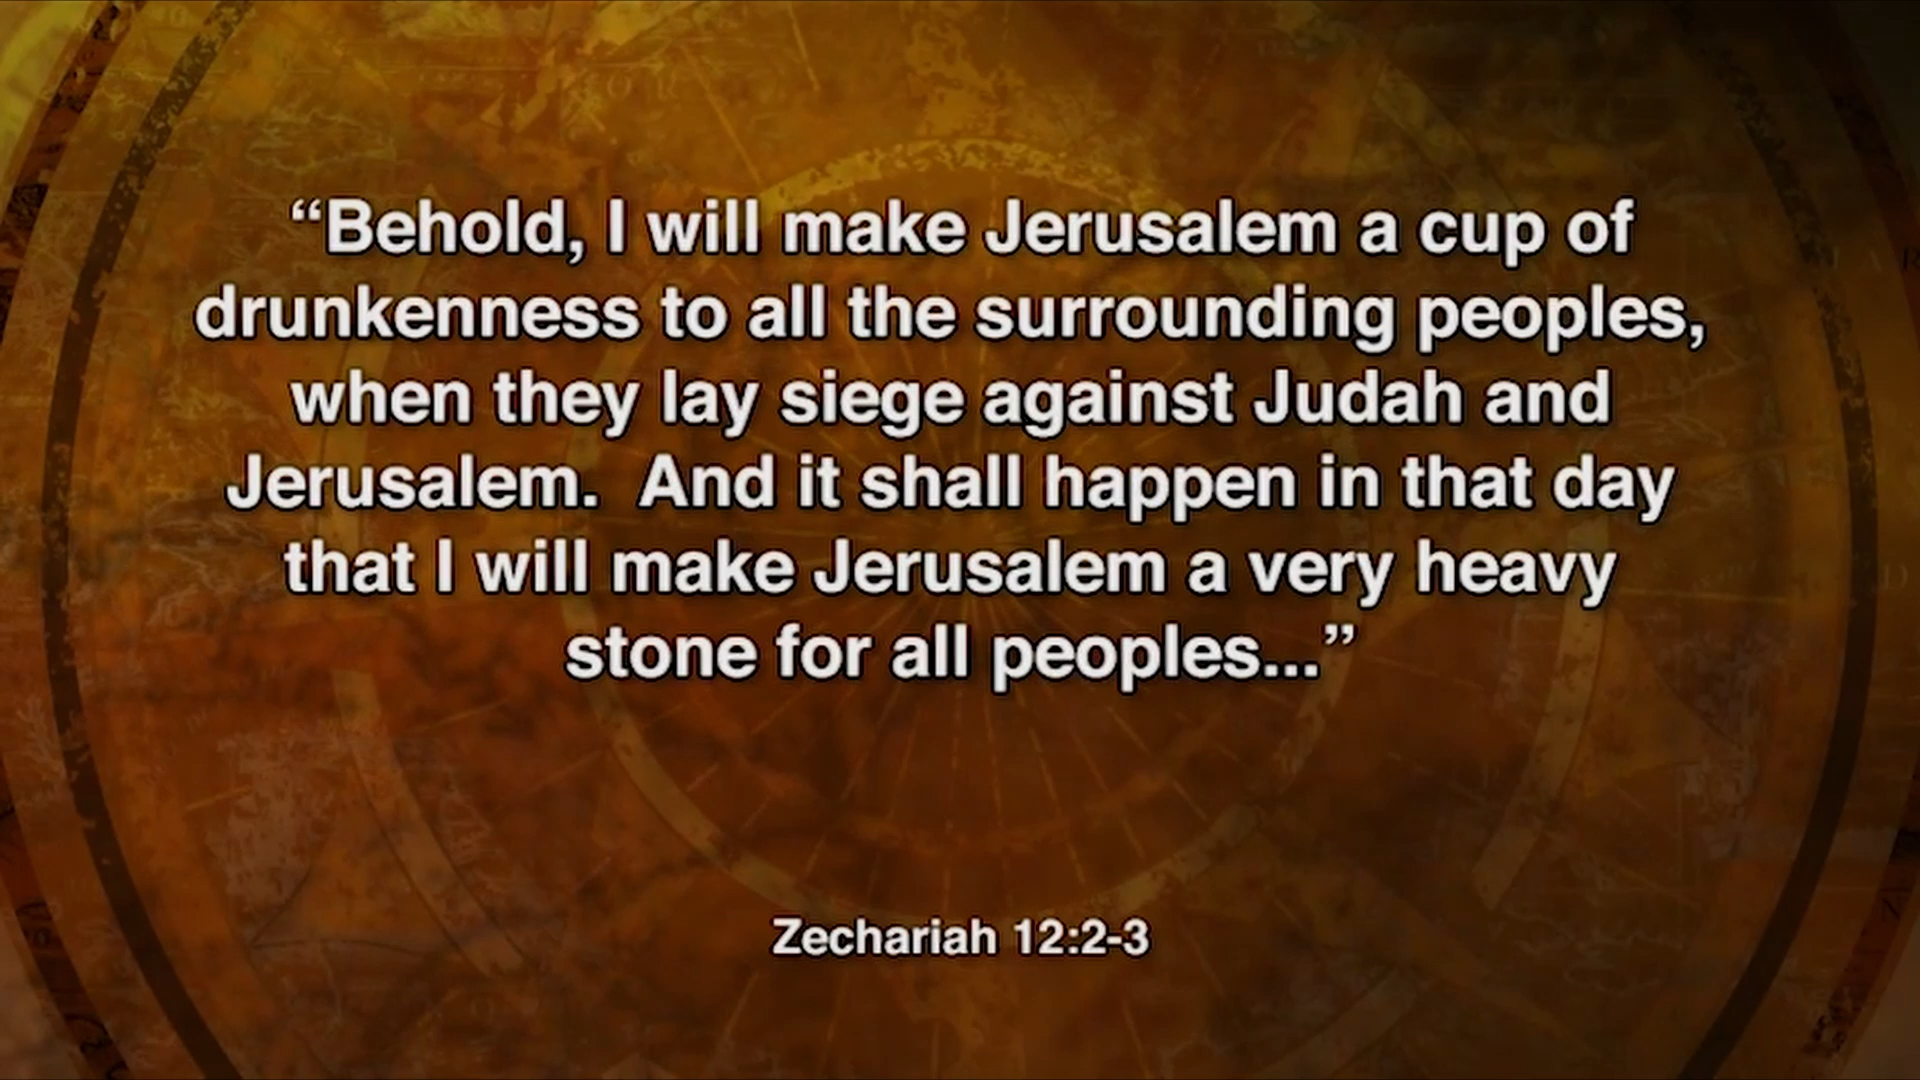 “Behold, I will make Jerusalem a cup of
drunkenness to all the surrounding peoples,
when they lay siege against Judah and
Jerusalem.  And it shall happen in that day
that I will make Jerusalem a very heavy
stone for all peoples...”
Zechariah 12:2-3